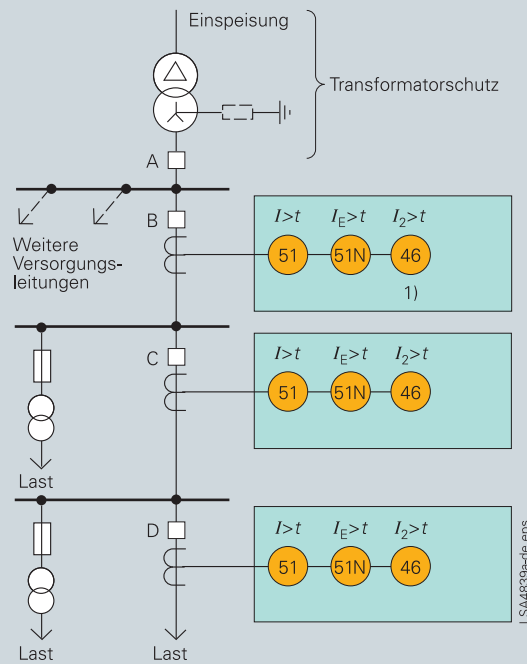 Einspeisung
Transformatorschutz
A
Weitere
Versorgungs-
leitungen
B
I>t IE>t I2>t
51 51N 46
1)
C
I>t IE>t I2>t
51 51N 46
Last
D
I>t IE>t I2>t
51 51N 46
Last Last
LSA4839a-de.eps